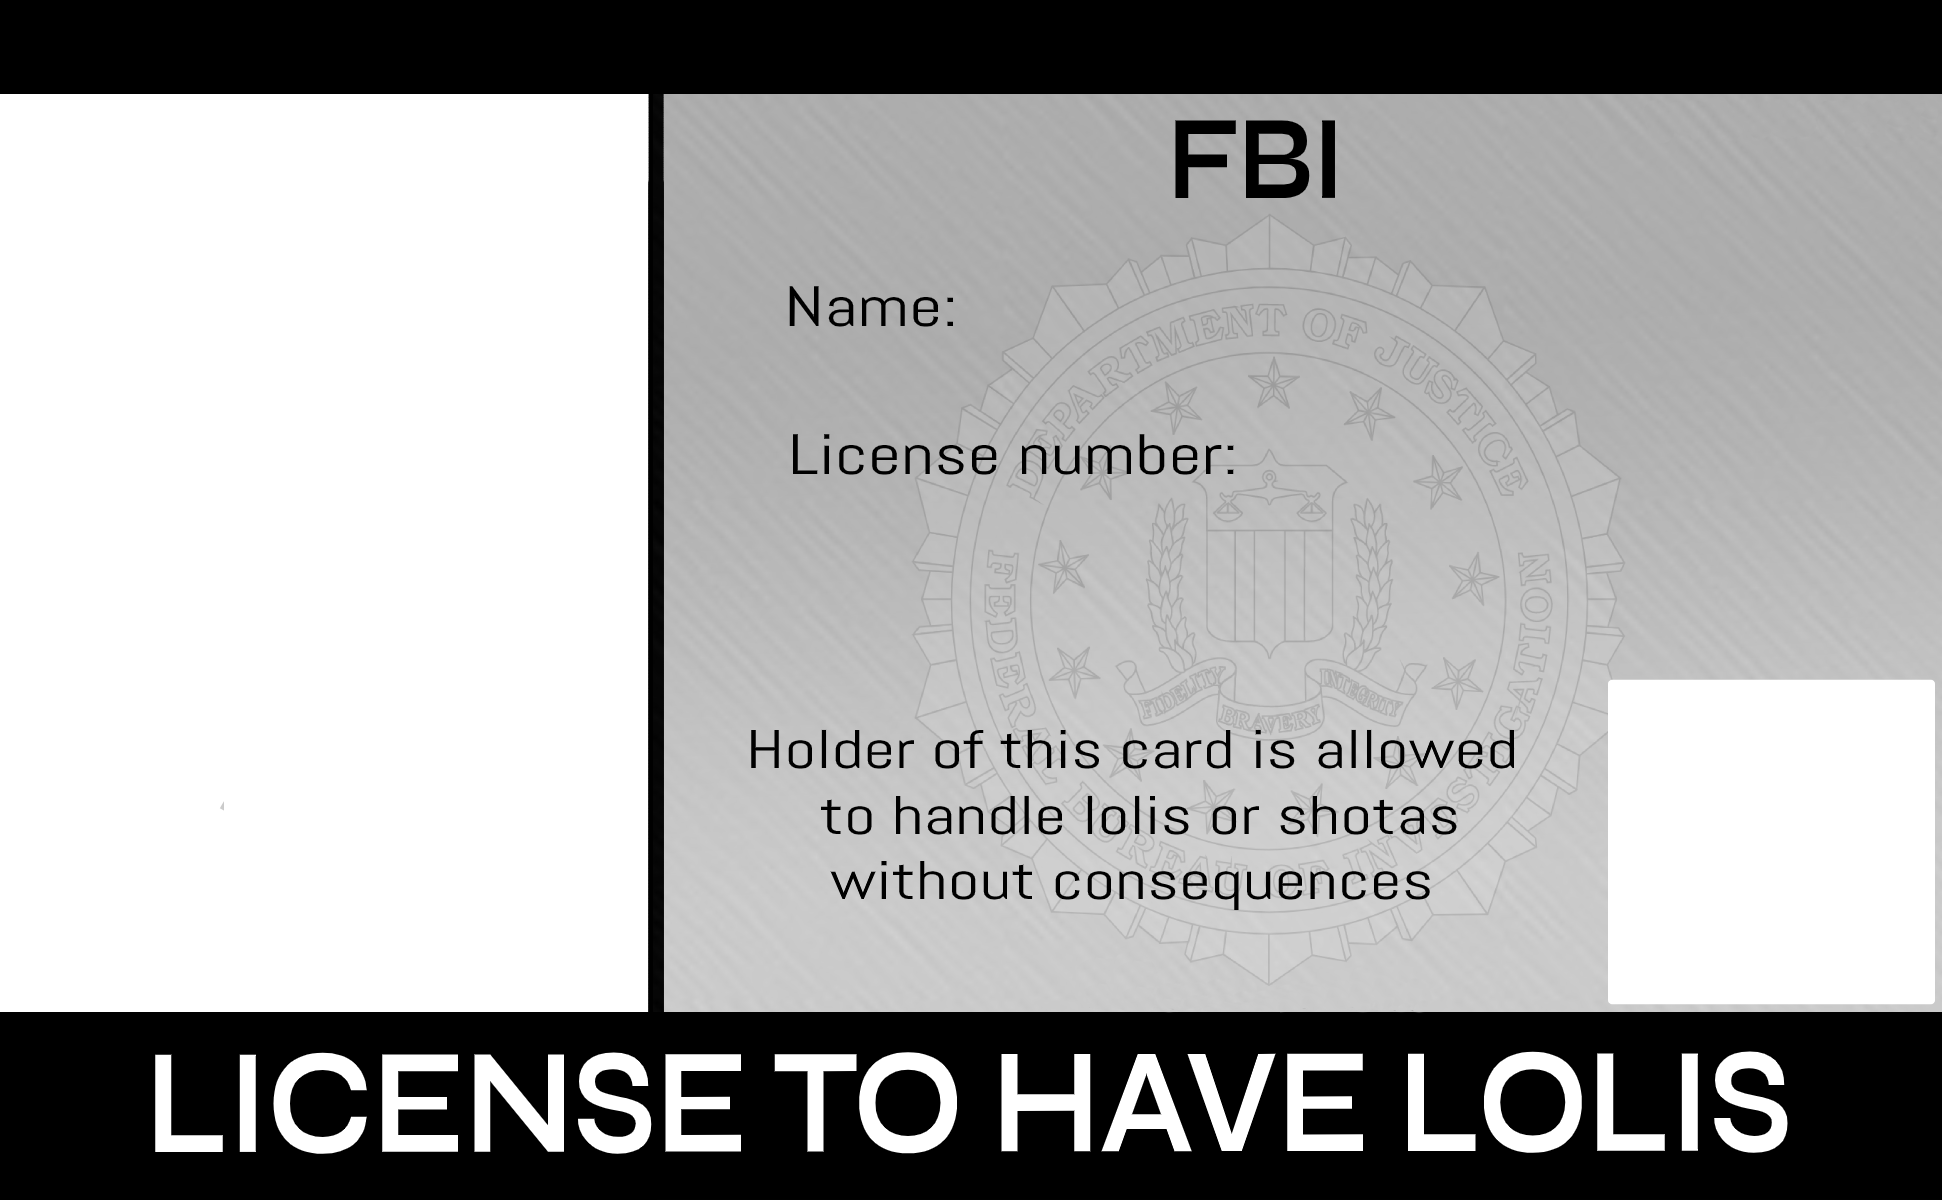 FBI
DEPARTMENT OF JUSTICE
Name:
License number:
FIDELITY BRAVERY INTEGRITY
FEDERAL BUREAU OF INVESTIGATION
Holder of this card is allowed
to handle lolis or shotas
without consequences
LICENSE TO HAVE LOLIS